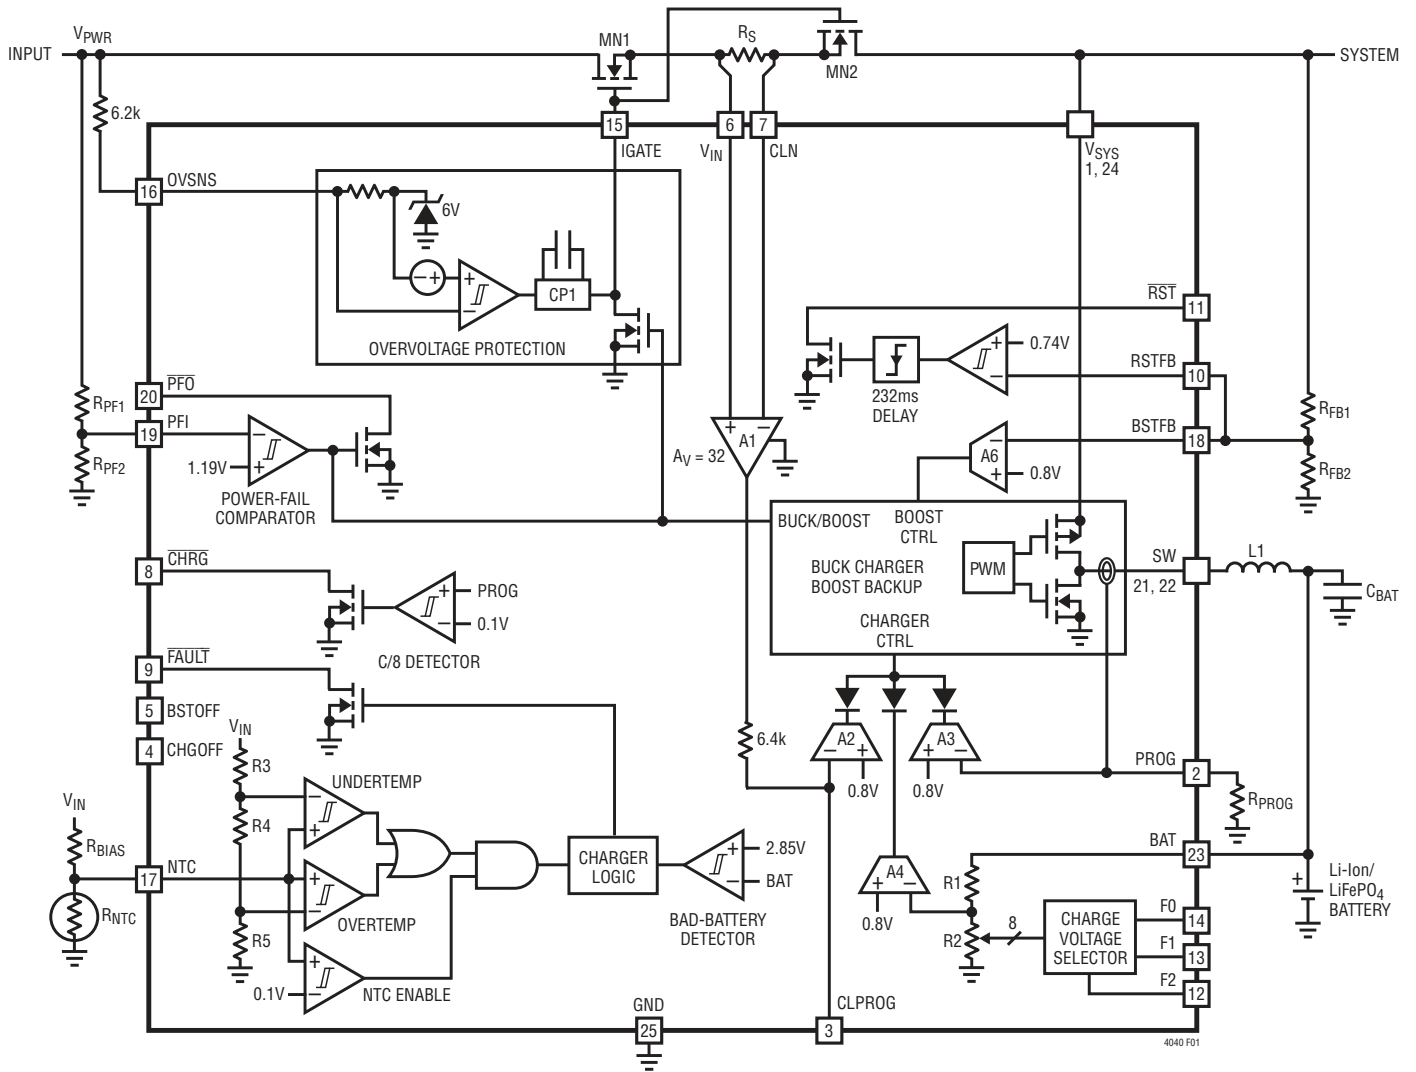 INPUT
VPWR
MN1
RS
MN2
SYSTEM
6.2k
15
6
7
IGATE
VIN
CLN
VSYS
1, 24
16
OVSNS
6V
CP1
OVERVOLTAGE PROTECTION
RST
11
0.74V
RSTFB
10
232ms
DELAY
20
PFO
RPF1
PFI
19
RPF2
1.19V
POWER-FAIL
COMPARATOR
A1
AV = 32
BSTFB
18
RFB1
A6
0.8V
RFB2
BUCK/BOOST
BOOST
CTRL
PWM
BUCK CHARGER
BOOST BACKUP
CHARGER
CTRL
SW
21, 22
L1
CBAT
CHRG
8
PROG
0.1V
C/8 DETECTOR
FAULT
9
5
BSTOFF
4
CHGOFF
VIN
R3
R4
R5
UNDERTEMP
OVERTEMP
0.1V
NTC ENABLE
VIN
RBIAS
17
NTC
RNTC
CHARGER
LOGIC
2.85V
BAT
BAD-BATTERY
DETECTOR
6.4k
A2
0.8V
A3
0.8V
A4
0.8V
PROG
2
RPROG
BAT
23
R1
R2
8
CHARGE
VOLTAGE
SELECTOR
F0
14
F1
13
F2
12
Li-Ion/
LiFePO4
BATTERY
GND
25
CLPROG
3
4040 F01